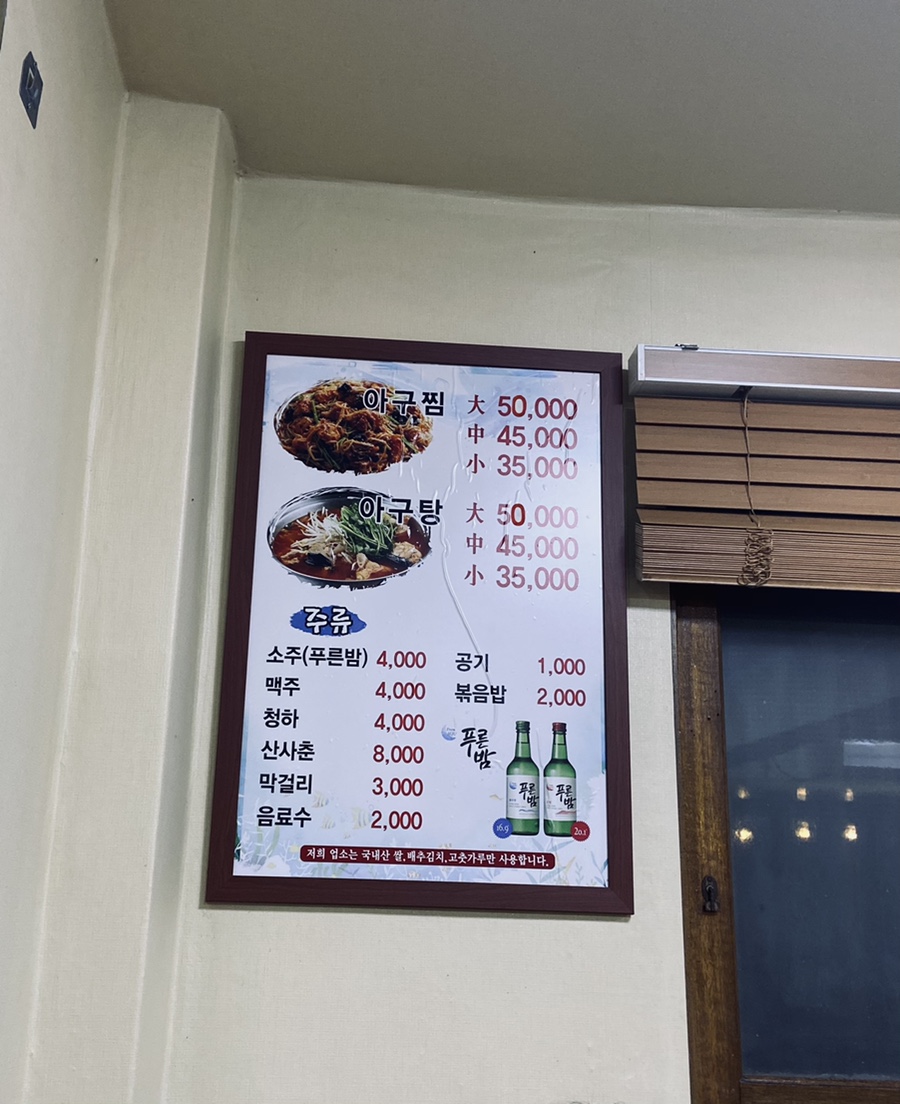 아구찜 大 50,000
中 45,000
小 35,000
아구탕 大 50,000
中 45,000
小 35,000
주류
소주(푸른밤) 4,000
맥주 4,000
청하 4,000
산사춘 8,000
막걸리 3,000
음료수 2,000
공기 1,000
볶음밥 2,000
푸른
밤
푸른
밤
푸른
밤
16.9
20.1
저희 업소는 국내산 쌀, 배추김치, 고춧가루만 사용합니다.